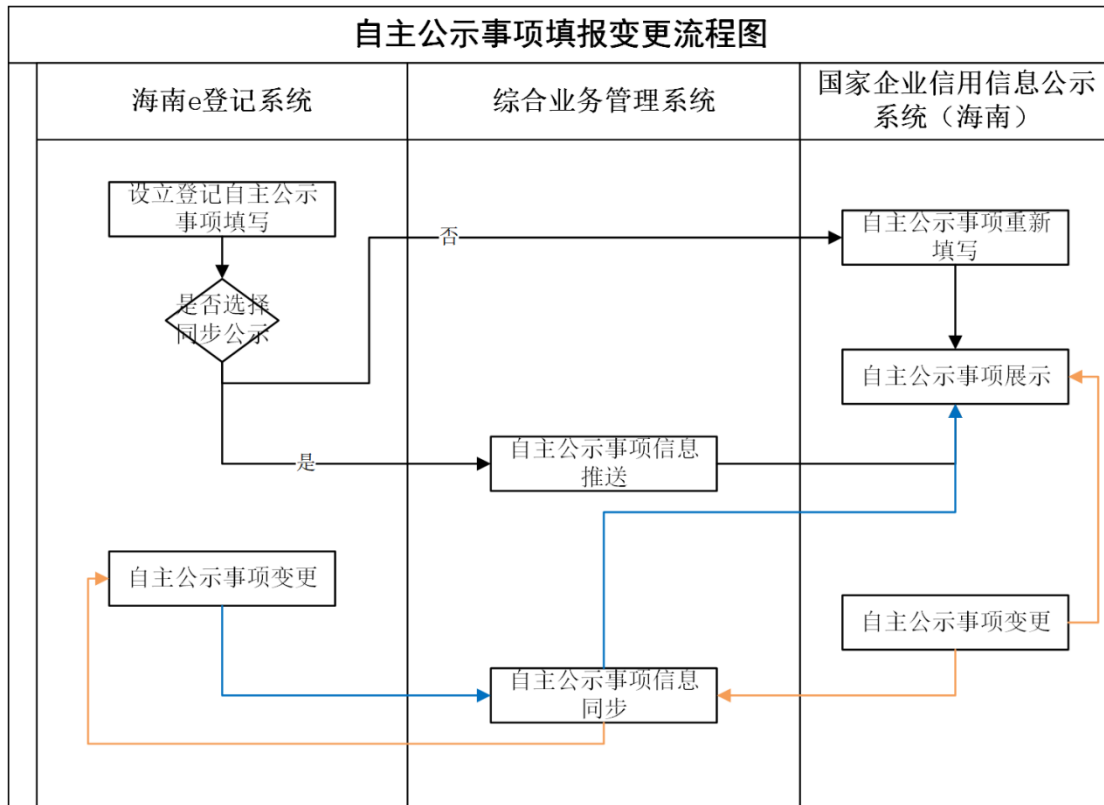 自主公示事项填报变更流程图
海南e登记系统
综合业务管理系统
国家企业信用信息公示
系统（海南）
设立登记自主公示
事项填写
否
自主公示事项重新
填写
是否选择
同步公示
自主公示事项展示
是
自主公示事项信息
推送
自主公示事项变更
自主公示事项变更
自主公示事项信息
同步